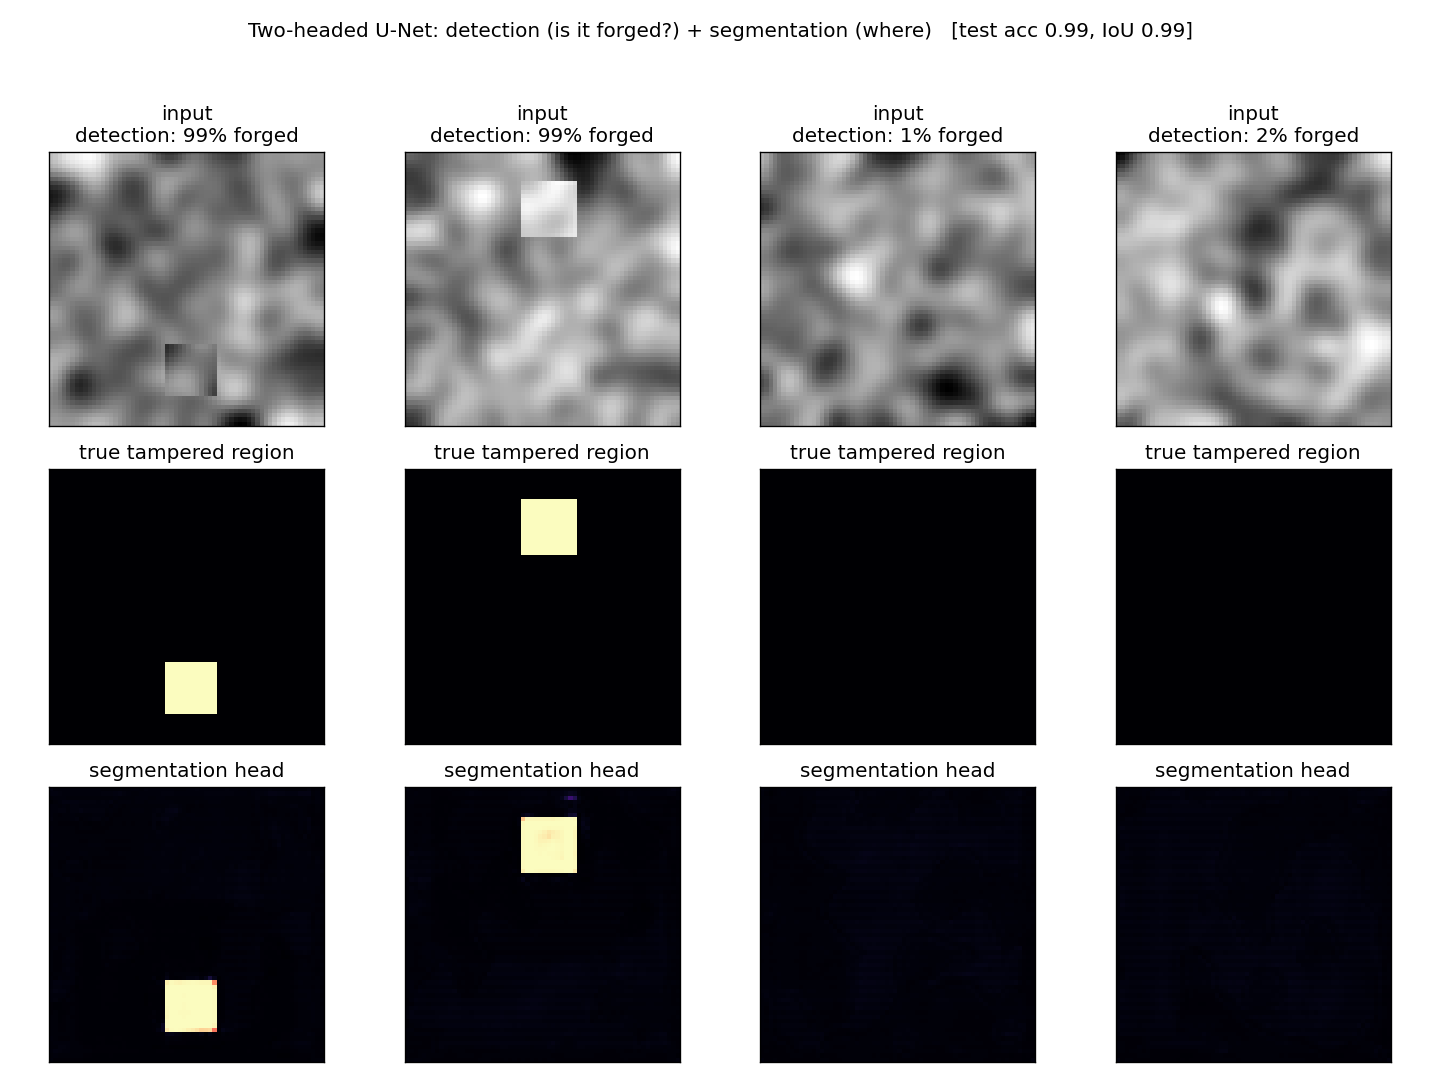 Two-headed U-Net: detection (is it forged?) + segmentation (where)   [test acc 0.99, IoU 0.99]
input
detection: 99% forged
input
detection: 99% forged
input
detection: 1% forged
input
detection: 2% forged
true tampered region
true tampered region
true tampered region
true tampered region
segmentation head
segmentation head
segmentation head
segmentation head